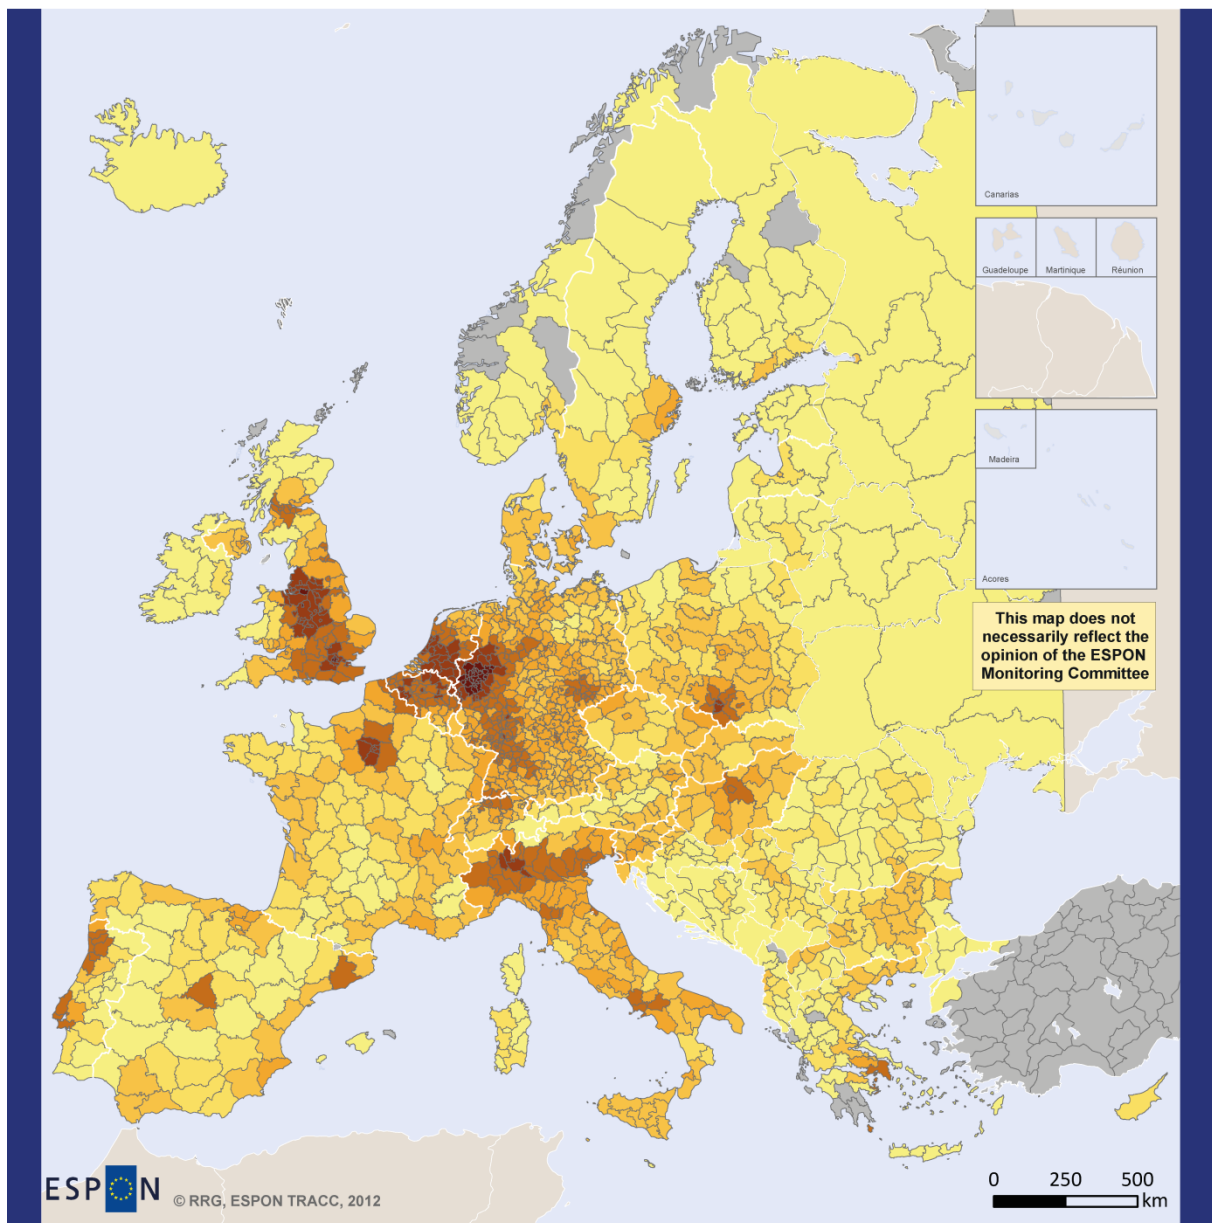 Canarias
Guadeloupe
Martinique
Réunion
Madeira
Acores
This map does not
necessarily reflect the
opinion of the ESPON
Monitoring Committee
ESPON
© RRG, ESPON TRACC, 2012
0 250 500
km